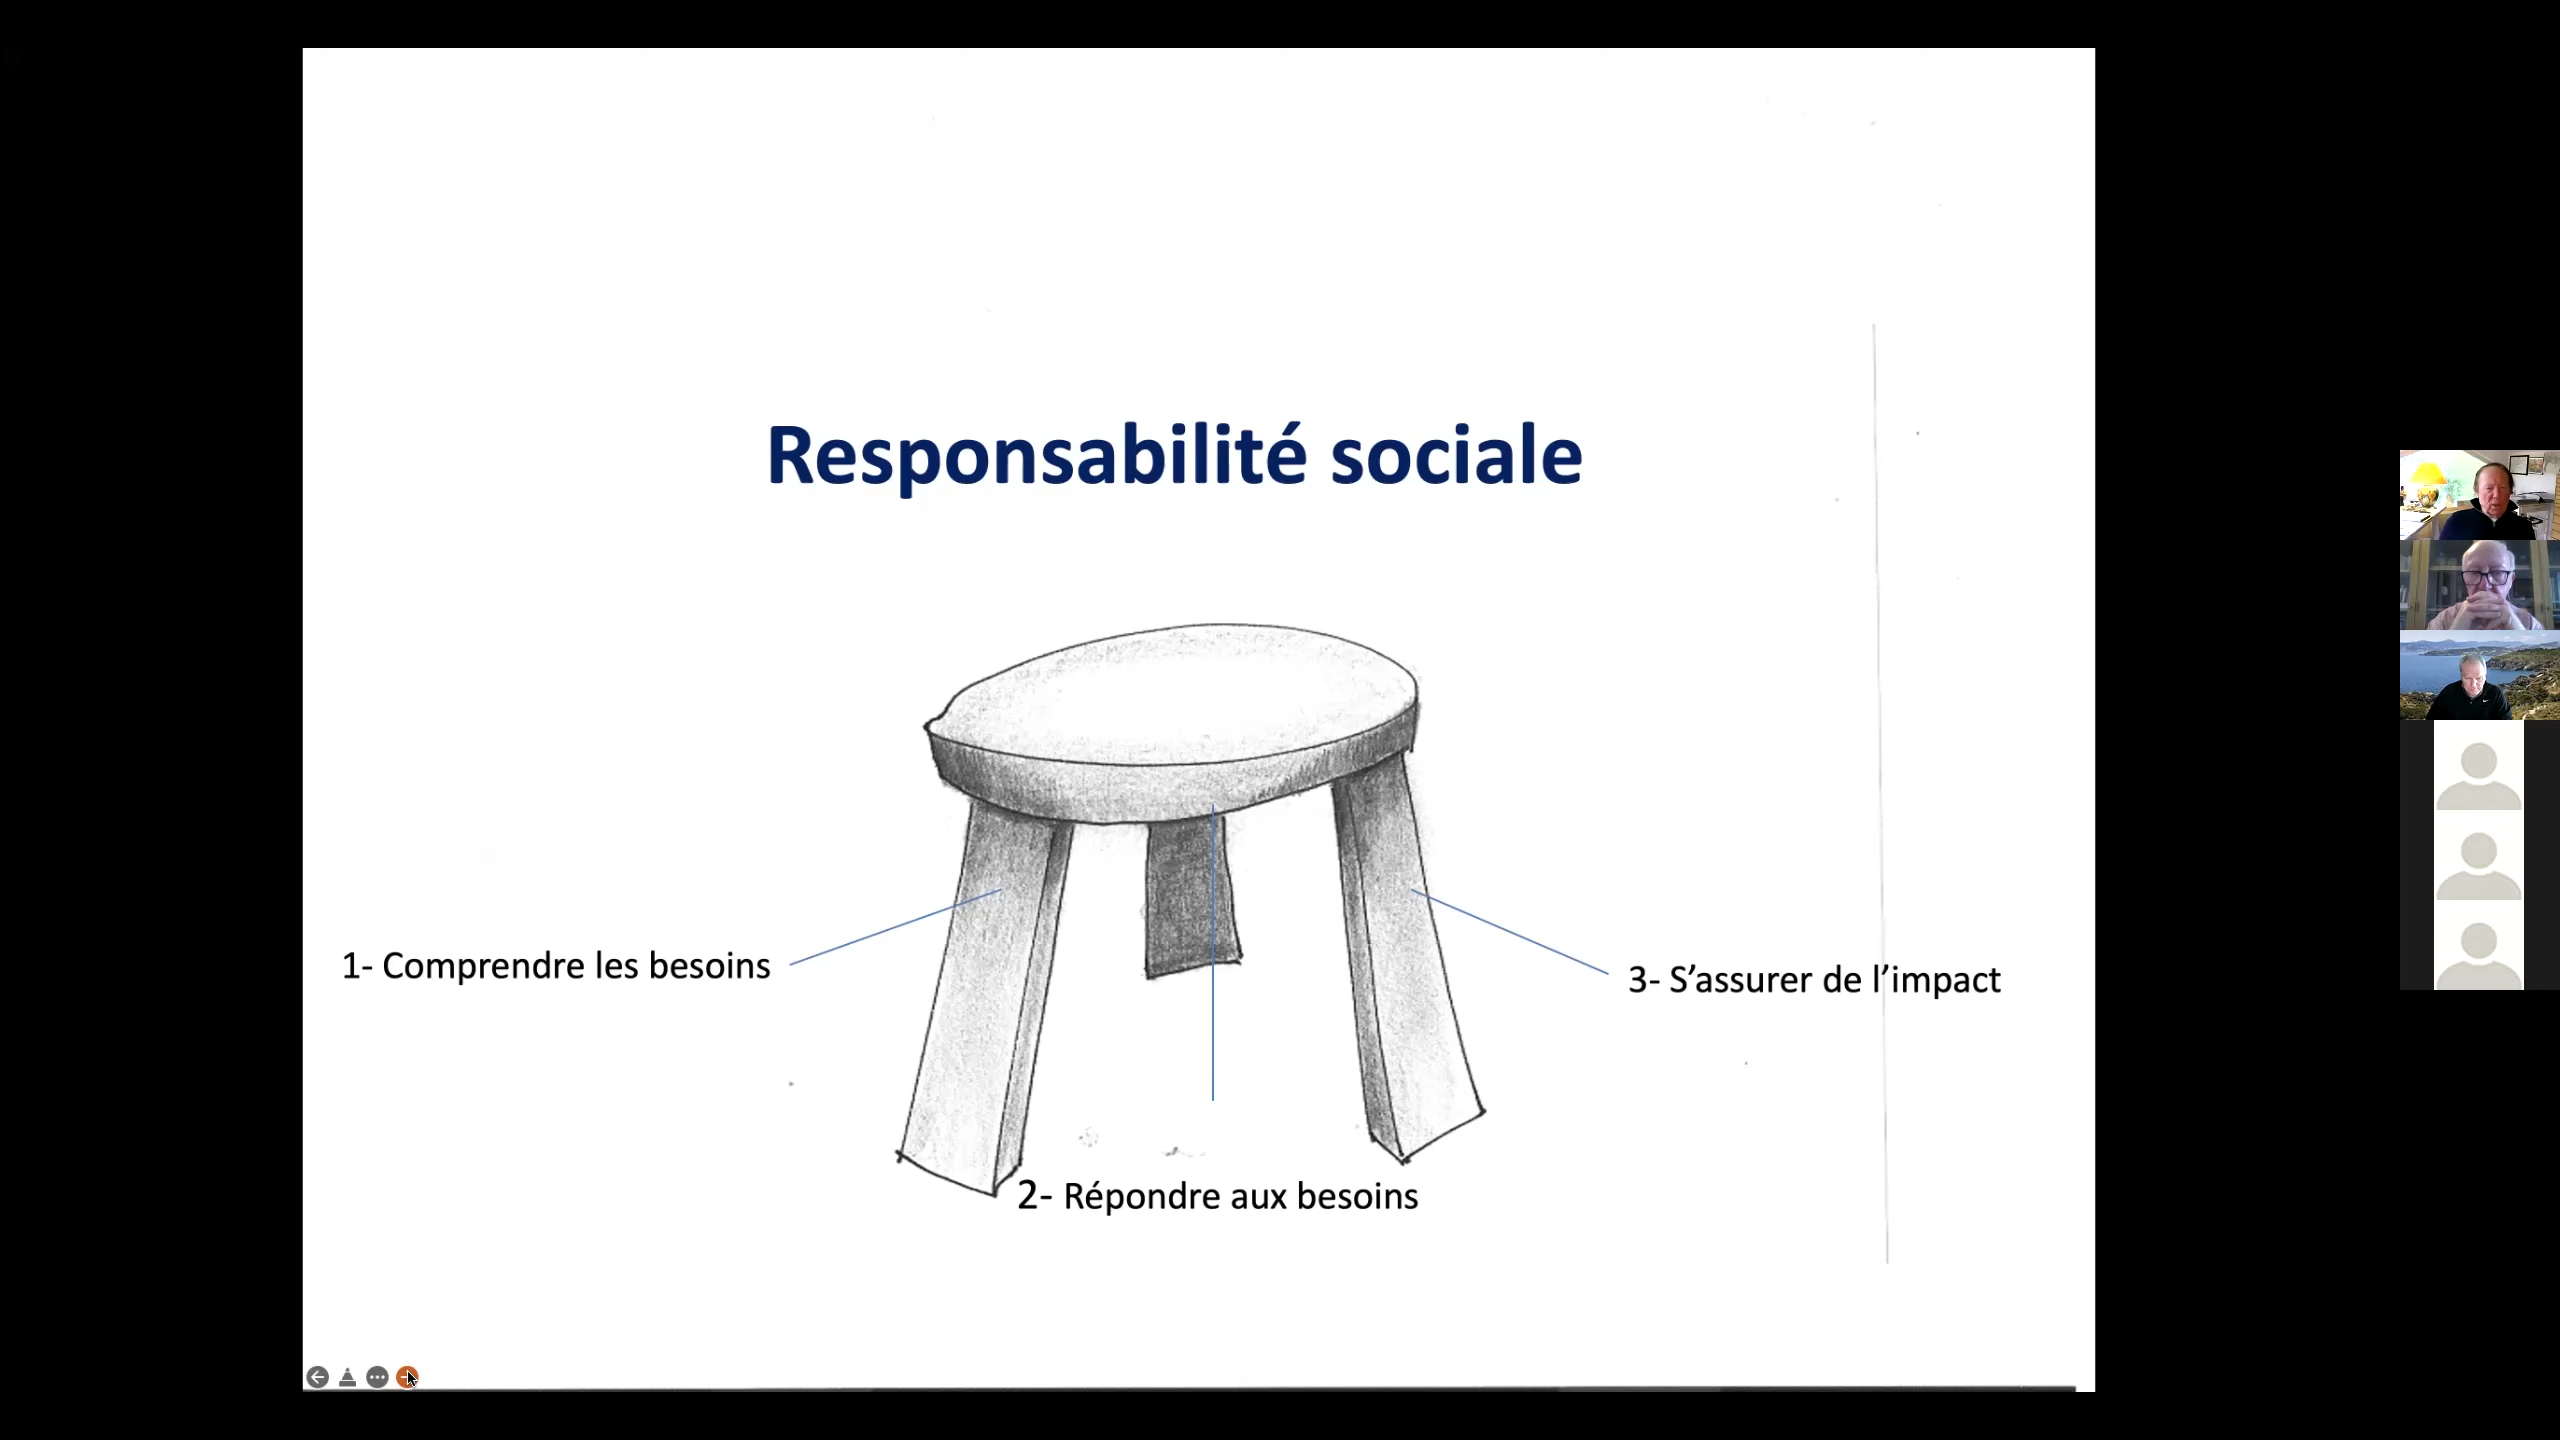 Responsabilité sociale
1- Comprendre les besoins
3- S’assurer de l’impact
2- Répondre aux besoins